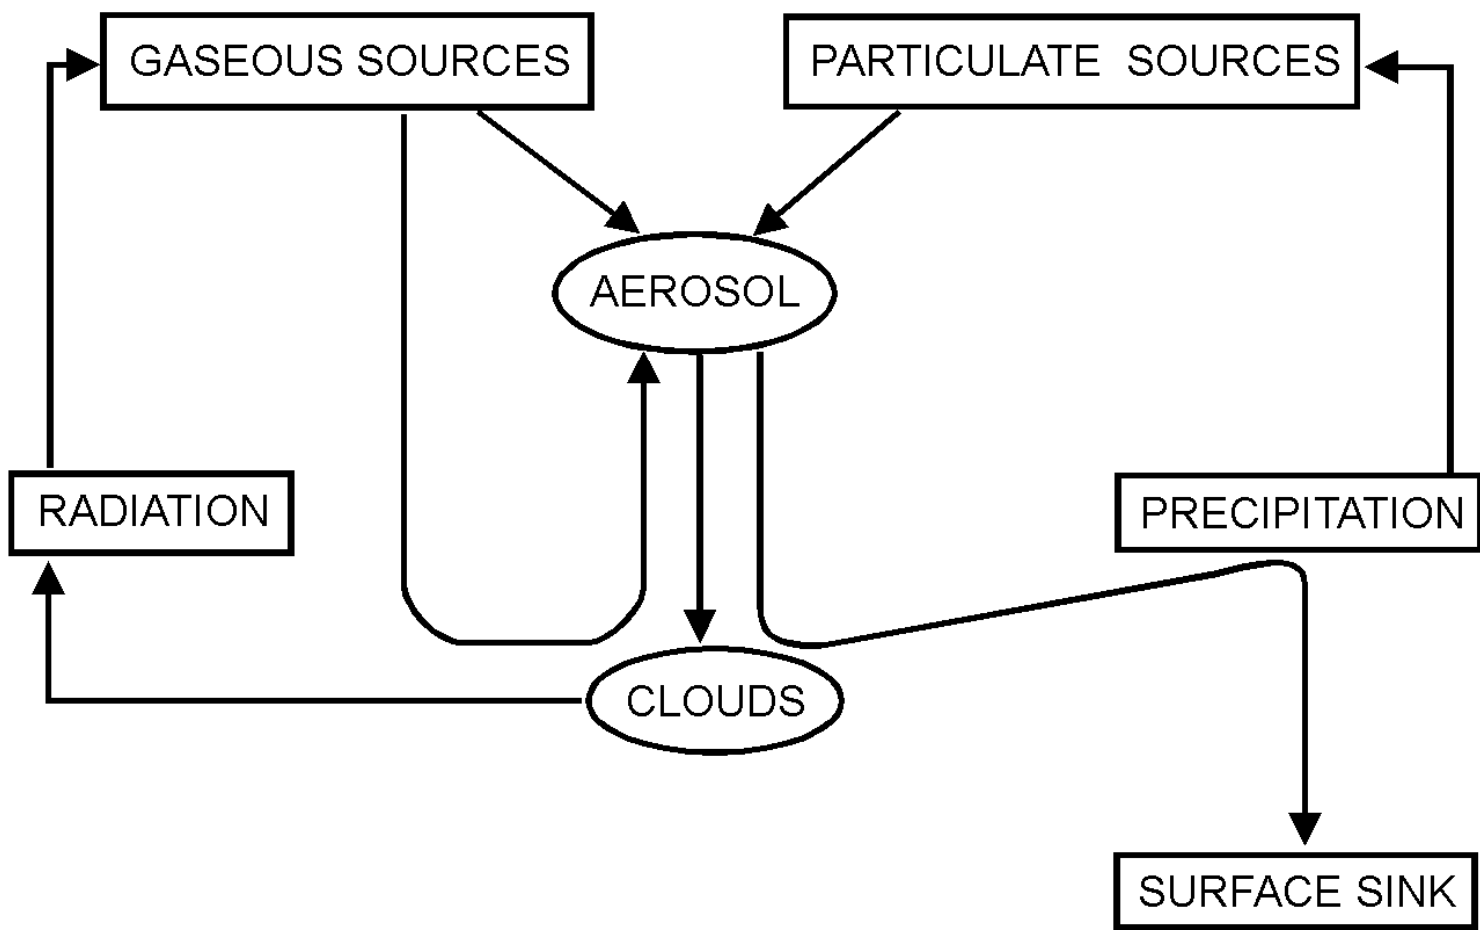 GASEOUS SOURCES
PARTICULATE SOURCES
AEROSOL
RADIATION
PRECIPITATION
CLOUDS
SURFACE SINK